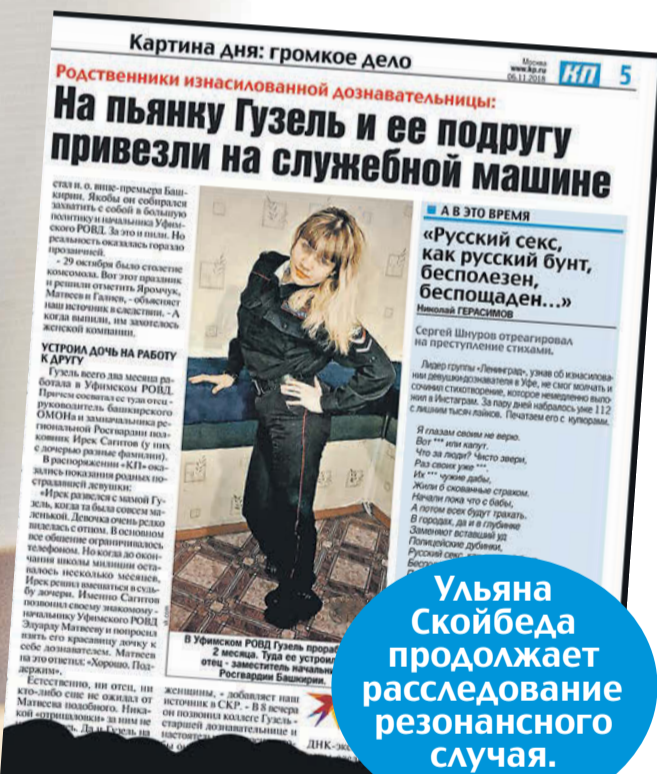 Картина дня: громкое дело
Москва
www.kp.ru
06.11.2018
КП 5
Родственники изнасилованной дознавательницы:
На пьянку Гузель и ее подругу
привезли на служебной машине
стал и. о. вице-премьера Баш-
кирии. Якобы он собирался
захватить с собой в большую
политику и начальника Уфим-
ского РОВД. За это и пили. Но
реальность оказалась гораздо
прозаичней.
- 29 октября было столетие
комсомола. Вот этот праздник
и решили отметить Яромчук,
Матвеев и Галиев, - объясняет
наш источник в следствии. - А
когда выпили, им захотелось
женской компании.
УСТРОИЛ ДОЧЬ НА РАБОТУ
К ДРУГУ
Гузель всего два месяца ра-
ботала в Уфимском РОВД.
Причем сосватал ее туда отец -
руководитель башкирского
ОМОНа и замначальника ре-
гиональной Росгвардии пол-
ковник Ирек Сагитов (у них
с дочерью разные фамилии).
В распоряжении «КП» ока-
зались показания родных по-
страдавшей девушки:
«Ирек развелся с мамой Гу-
зель, когда та была совсем ма-
ленькой. Девочка очень редко
виделась с отцом. В основном
все общение ограничивалось
телефоном. Но когда до окон-
чания школы милиции оста-
валось несколько месяцев,
Ирек решил вмешаться в судь-
бу дочери. Именно Сагитов
позвонил своему знакомому -
начальнику Уфимского РОВД
Эдуарду Матвееву и попросил
взять его красавицу дочку к
себе дознавателем. Матвеев
на это ответил: «Хорошо. Под-
держим».
Естественно, ни отец, ни
кто-либо еще не ожидал от
Матвеева подобного. Ника-
кой «отрицаловки» за ним не
Да и Гузель на
В Уфимском РОВД Гузель прораб
2 месяца. Туда ее устроил
отец - заместитель начальн
Росгвардии Башкирии.
женщины, - добавляет наш
источник в СКР. - В 8 вечера
он позвонил коллеге Гузель -
старшей дознавательнице и
настоятельно
бы он
ДНК-экс
А В ЭТО ВРЕМЯ
«Русский секс,
как русский бунт,
бесполезен,
беспощаден...»
Николай ГЕРАСИМОВ
Сергей Шнуров отреагировал
на преступление стихами.
Лидер группы «Ленинград», узнав об изнасилова-
нии девушки-дознавателя в Уфе, не смог молчать и
сочинил стихотворение, которое немедленно выло-
жил в Инстаграм. За пару дней набралось уже 112
с лишним тысяч лайков. Печатаем его с купюрами.
Я глазам своим не верю.
Вот *** или капут.
Что за люди? Чисто звери,
Раз своих уже ***.
Их *** чужие дабы,
Жили б скованные страхом.
Начали пока что с бабы,
А потом всех будут трахать.
В городах, да и в глубинке
Заменяют вставший уд
Полицейские дубинки,
Русский секс,
Ульяна
Скойбеда
продолжает
расследование
резонансного
случая.